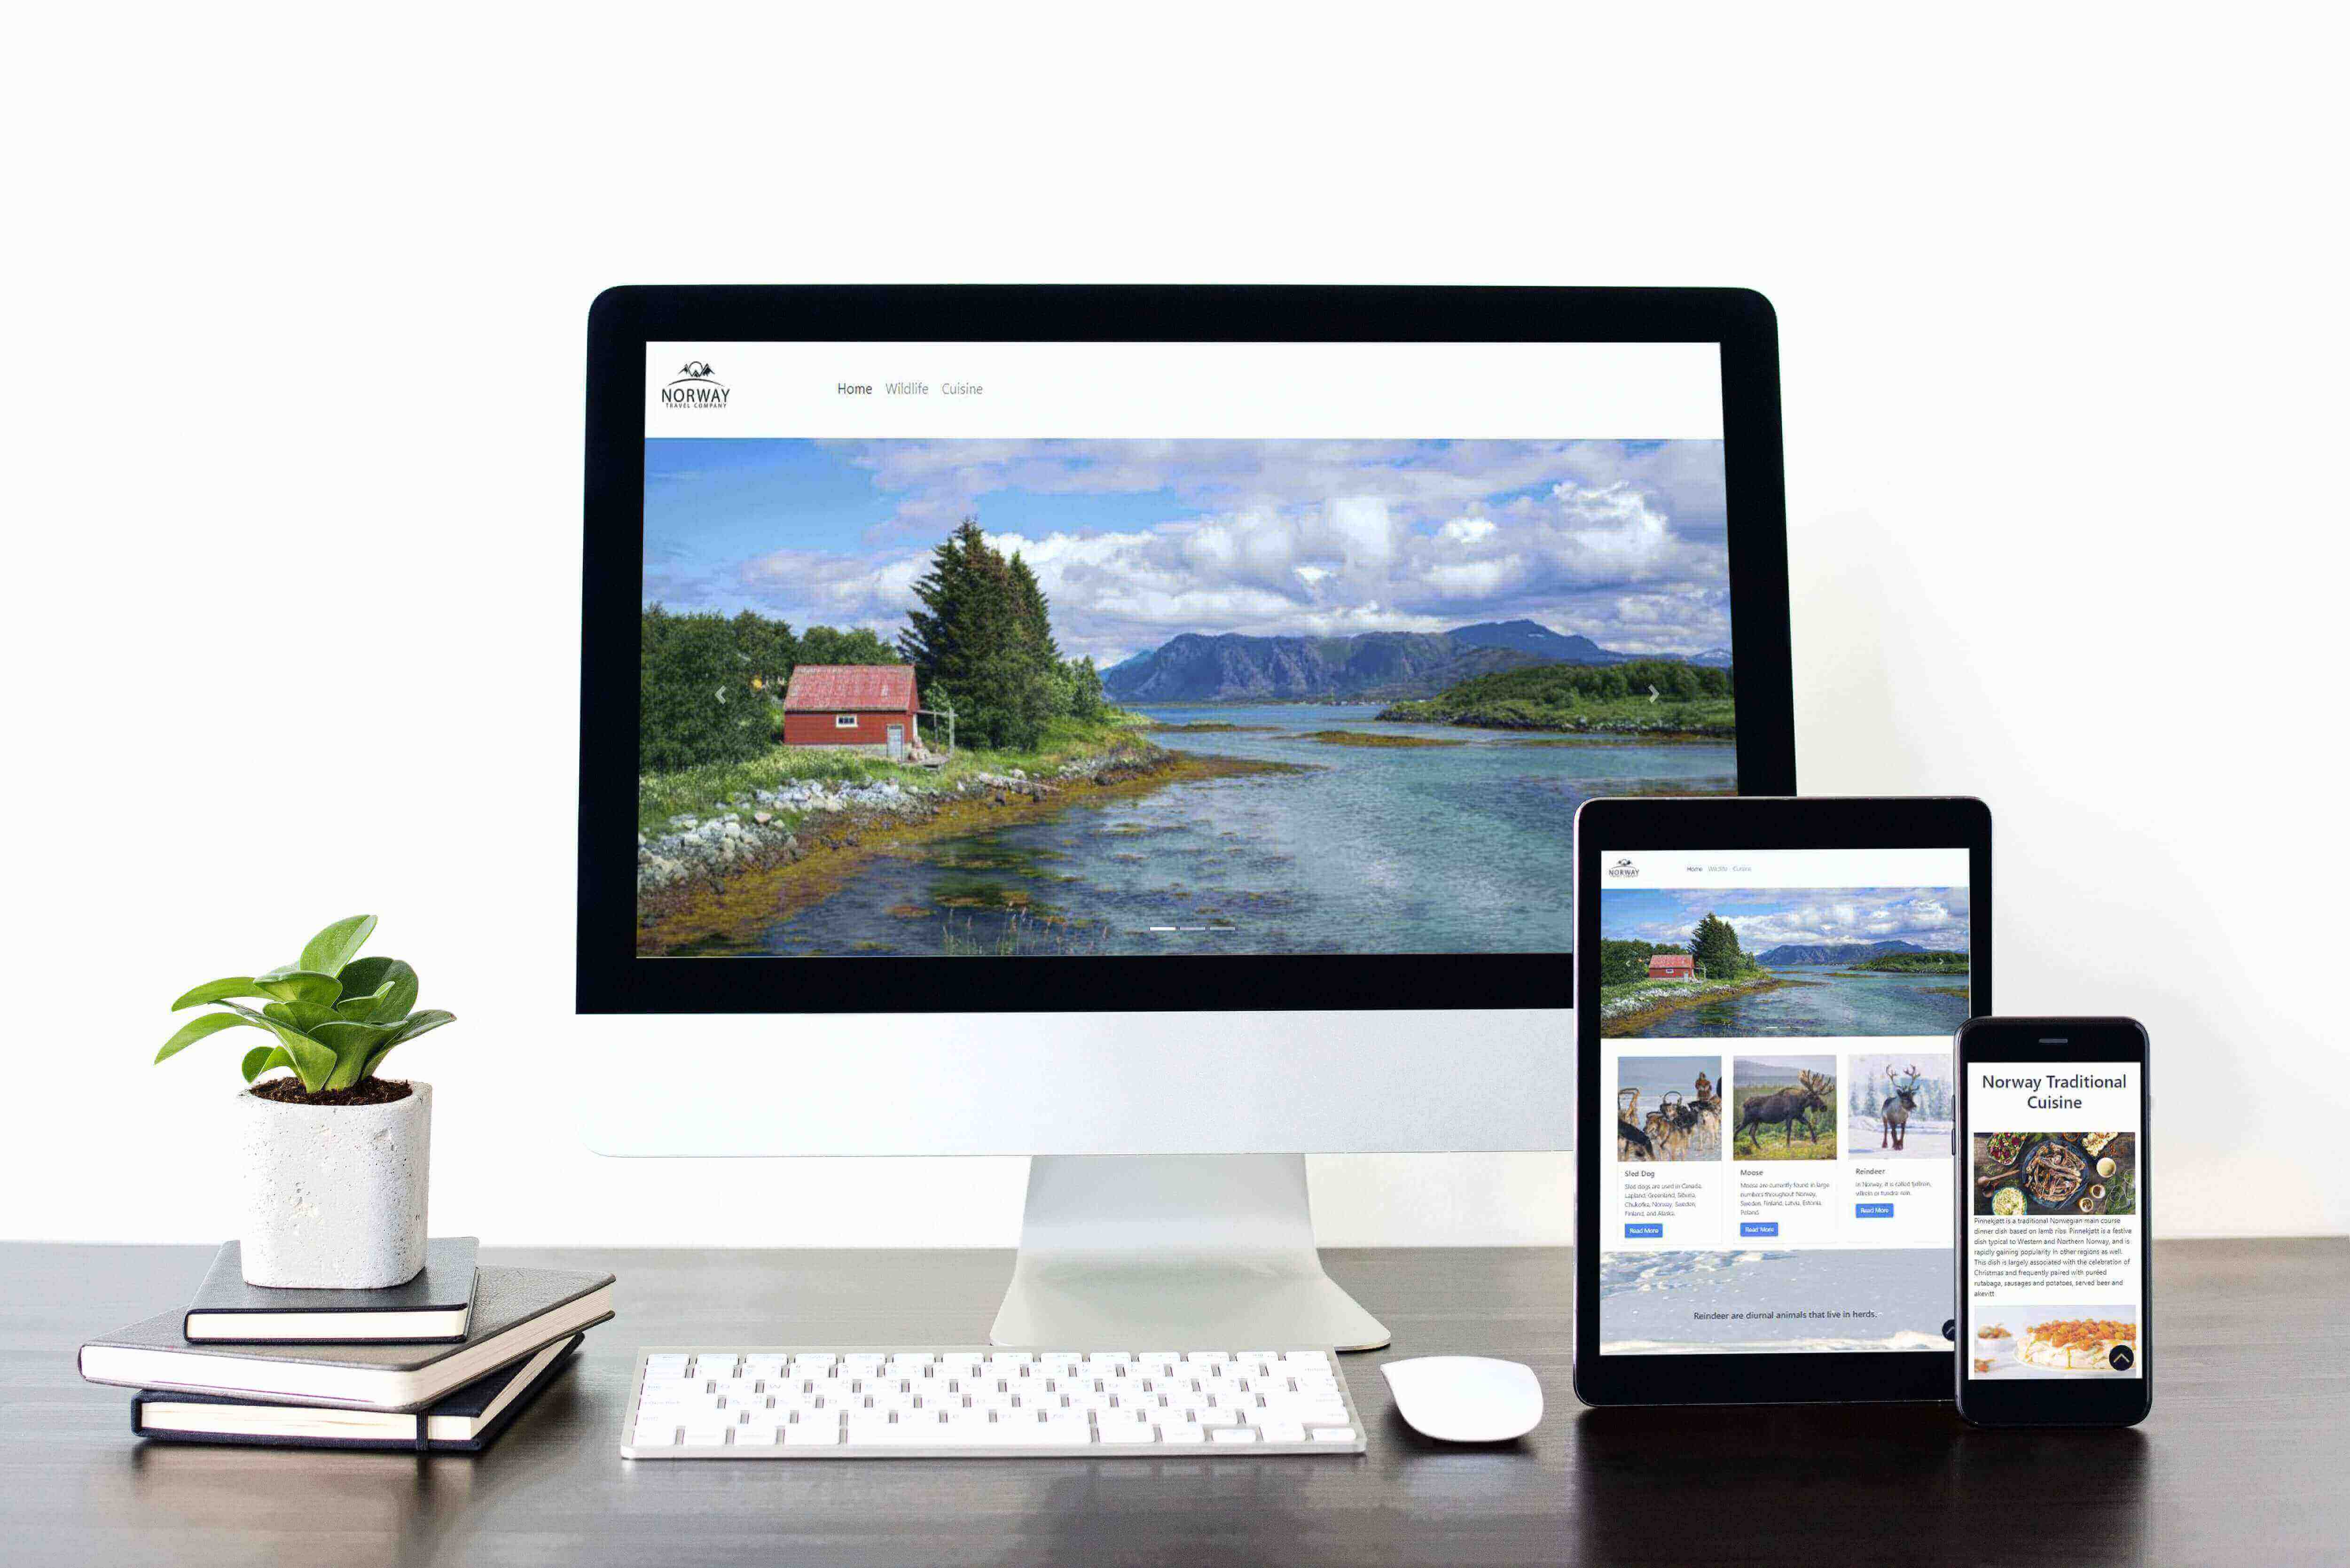 NORWAY
TRAVEL COMPANY
Home Wildlife Cuisine
NORWAY
Home Wildlife Cuisine
Sled Dog
Sled dogs are used in Canada,
Lapland, Greenland, Siberia,
Chukotka, Norway, Sweden,
Finland, and Alaska.
Read More
Moose
Moose are currently found in large
numbers throughout Norway,
Sweden, Finland, Latvia, Estonia,
Poland.
Read More
Reindeer
In Norway, it is called fjellrein,
villrein or tundra rein.
Read More
Reindeer are diurnal animals that live in herds.
Norway Traditional
Cuisine
Pinnekjøtt is a traditional Norwegian main course
dinner dish based on lamb ribs. Pinnekjøtt is a festive
dish typical to Western and Northern Norway, and is
rapidly gaining popularity in other regions as well.
This dish is largely associated with the celebration of
Christmas and frequently paired with puréed
rutabaga, sausages and potatoes, served beer and
akevitt.